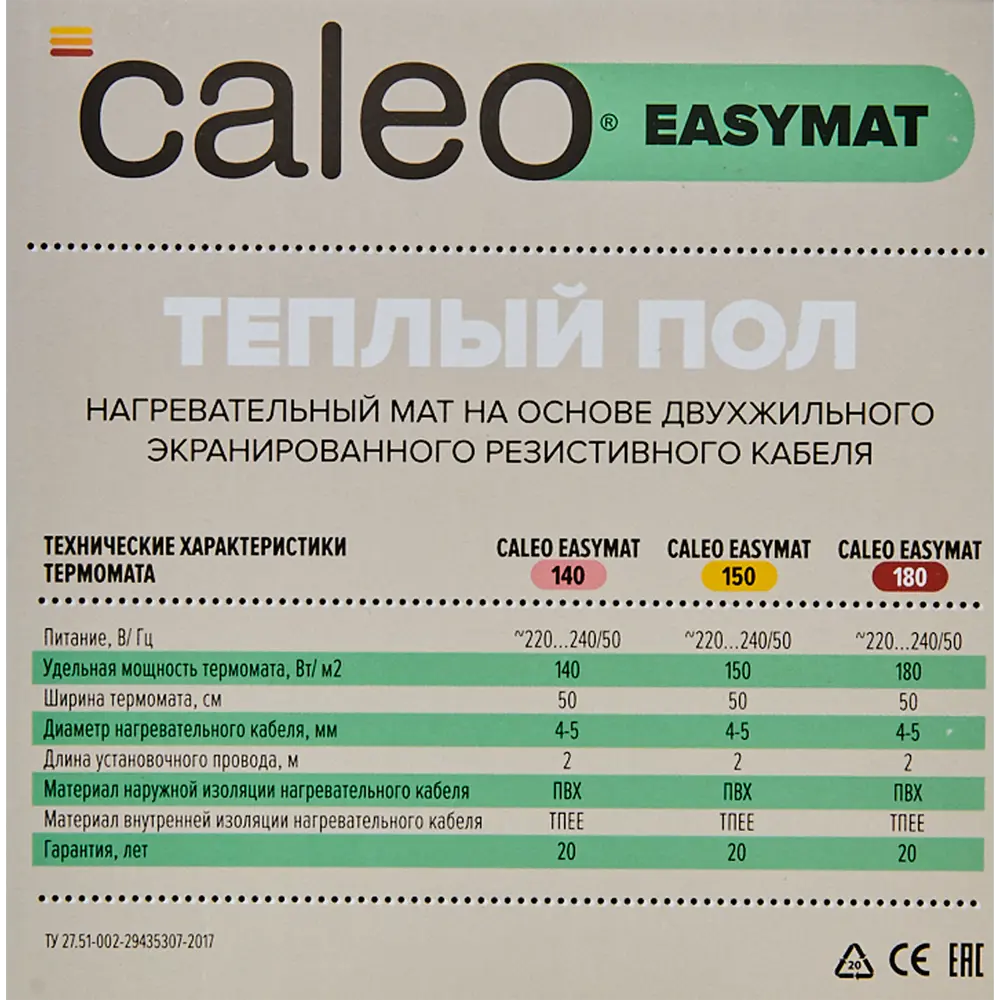 caleo® EASYMAT
ТЕПЛЫЙ ПОЛ
НАГРЕВАТЕЛЬНЫЙ МАТ НА ОСНОВЕ ДВУХЖИЛЬНОГО
ЭКРАНИРОВАННОГО РЕЗИСТИВНОГО КАБЕЛЯ
ТЕХНИЧЕСКИЕ ХАРАКТЕРИСТИКИ
ТЕРМОМАТА
CALEO EASYMAT
140
CALEO EASYMAT
150
CALEO EASYMAT
180
Питание, В/ Гц ~220...240/50 ~220...240/50 ~220...240/50
Удельная мощность термомата, Вт/ м2 140 150 180
Ширина термомата, см 50 50 50
Диаметр нагревательного кабеля, мм 4-5 4-5 4-5
Длина установочного провода, м 2 2 2
Материал наружной изоляции нагревательного кабеля ПВХ ПВХ ПВХ
Материал внутренней изоляции нагревательного кабеля ТПЕЕ ТПЕЕ ТПЕЕ
Гарантия, лет 20 20 20
ТУ 27.51-002-29435307-2017
20 CE EAC